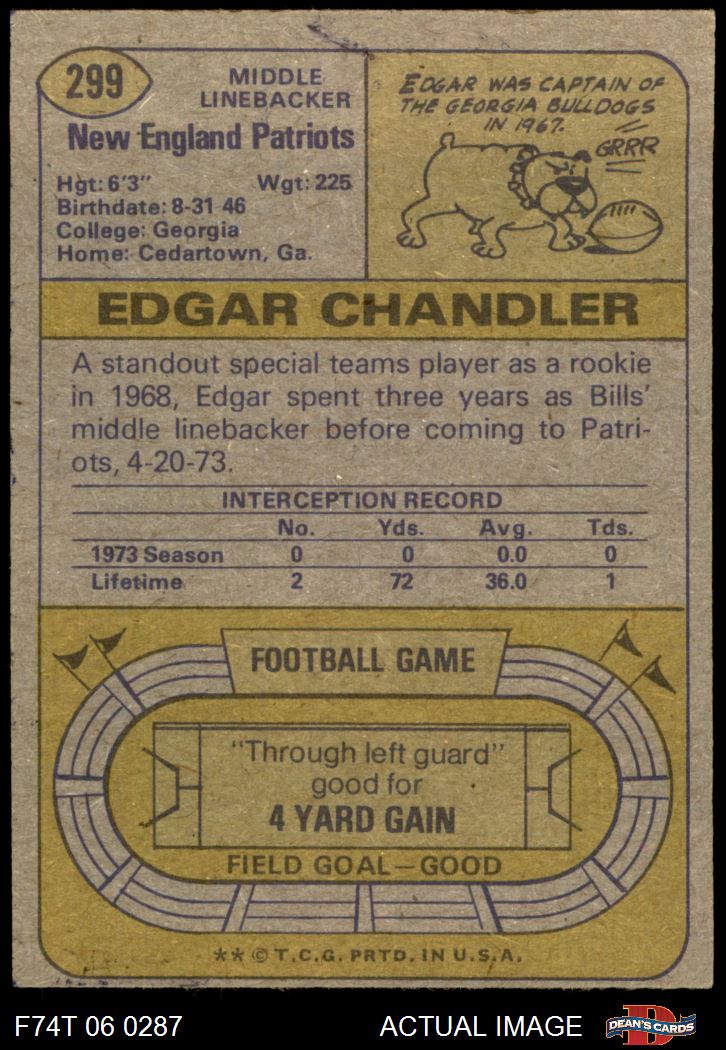 299
MIDDLE
LINEBACKER
New England Patriots
Hgt: 6'3" Wgt: 225
Birthdate: 8-31 46
College: Georgia
Home: Cedartown, Ga.
EDGAR WAS CAPTAIN OF
THE GEORGIA BULLDOGS
IN 1967.
GRRR
EDGAR CHANDLER
A standout special teams player as a rookie
in 1968, Edgar spent three years as Bills'
middle linebacker before coming to Patri-
ots, 4-20-73.
INTERCEPTION RECORD
No. Yds. Avg. Tds.
1973 Season 0 0 0.0 0
Lifetime 2 72 36.0 1
FOOTBALL GAME
"Through left guard"
good for
4 YARD GAIN
FIELD GOAL—GOOD
** © T.C.G. PRTD. IN U.S.A.
F74T 06 0287 ACTUAL IMAGE DEAN'S CARDS